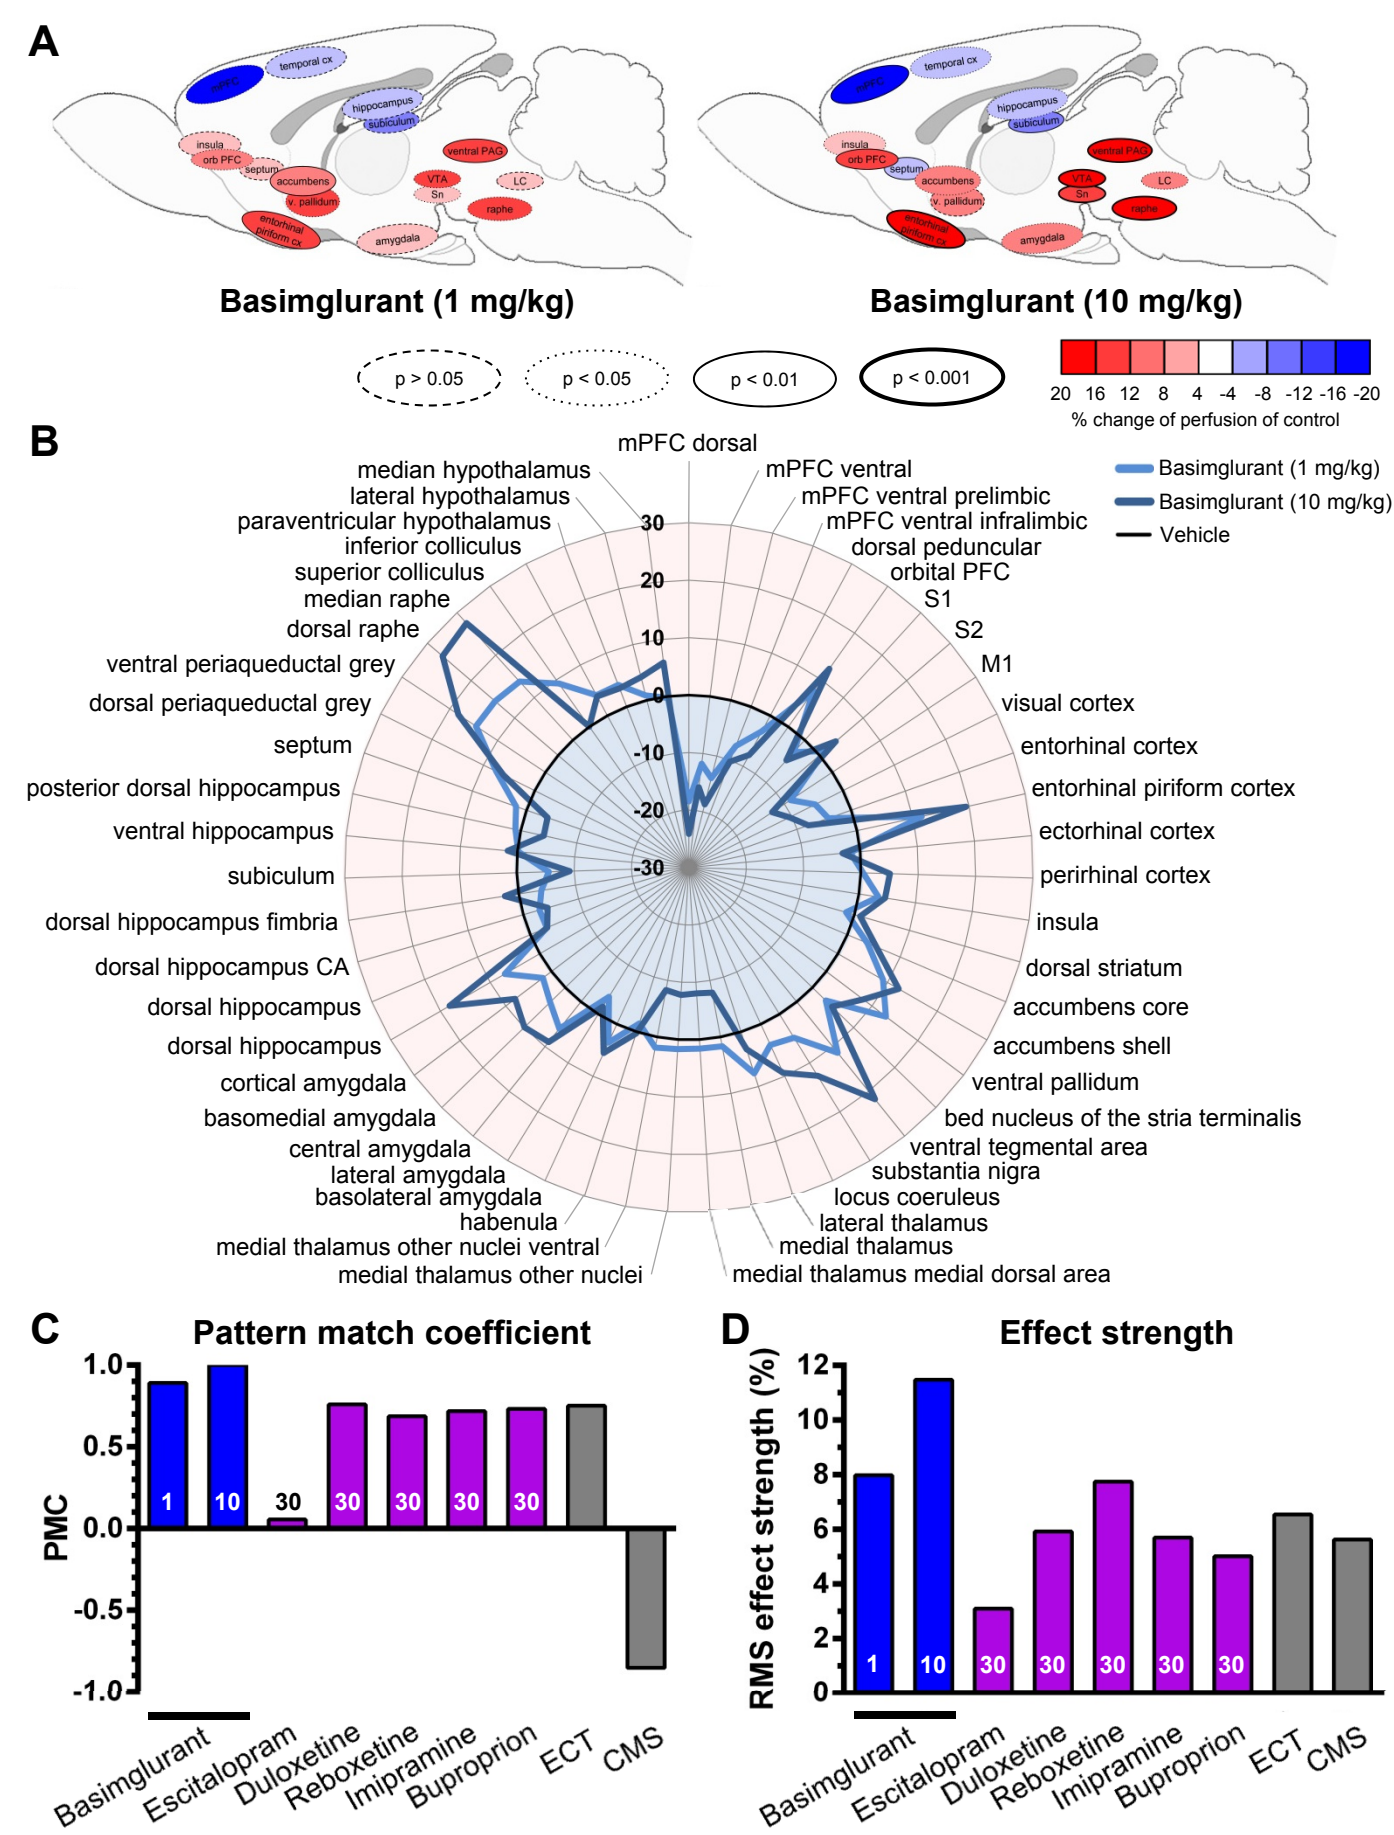 A
mPFC
temporal cx
hippocampus
subiculum
insula
orb PFC
septum
accumbens
v. pallidum
entorhinal
piriform cx
amygdala
ventral PAG
VTA
Sn
LC
raphe
mPFC
temporal cx
hippocampus
subiculum
insula
orb PFC
septum
accumbens
v. pallidum
entorhinal
piriform cx
amygdala
ventral PAG
VTA
Sn
LC
raphe
Basimglurant (1 mg/kg)
Basimglurant (10 mg/kg)
p > 0.05
p < 0.05
p < 0.01
p < 0.001
20 16 12 8 4 -4 -8 -12 -16 -20
% change of perfusion of control
B
Basimglurant (1 mg/kg)
Basimglurant (10 mg/kg)
Vehicle
mPFC dorsal
mPFC ventral
mPFC ventral prelimbic
mPFC ventral infralimbic
dorsal peduncular
orbital PFC
S1
S2
M1
visual cortex
entorhinal cortex
entorhinal piriform cortex
ectorhinal cortex
perirhinal cortex
insula
dorsal striatum
accumbens core
accumbens shell
ventral pallidum
bed nucleus of the stria terminalis
ventral tegmental area
substantia nigra
locus coeruleus
lateral thalamus
medial thalamus
medial thalamus medial dorsal area
medial thalamus other nuclei
medial thalamus other nuclei ventral
habenula
basolateral amygdala
lateral amygdala
central amygdala
basomedial amygdala
cortical amygdala
dorsal hippocampus
dorsal hippocampus
dorsal hippocampus CA
dorsal hippocampus fimbria
subiculum
ventral hippocampus
posterior dorsal hippocampus
septum
dorsal periaqueductal grey
ventral periaqueductal grey
dorsal raphe
median raphe
superior colliculus
inferior colliculus
paraventricular hypothalamus
lateral hypothalamus
median hypothalamus
30
20
10
0
-10
-20
-30
C
Pattern match coefficient
PMC
1.0
0.5
0.0
-0.5
-1.0
1
10
30
30
30
30
30
Basimglurant
Escitalopram
Duloxetine
Reboxetine
Imipramine
Buproprion
ECT
CMS
D
Effect strength
RMS effect strength (%)
12
10
8
6
4
2
0
1
10
30
30
30
30
30
Basimglurant
Escitalopram
Duloxetine
Reboxetine
Imipramine
Buproprion
ECT
CMS